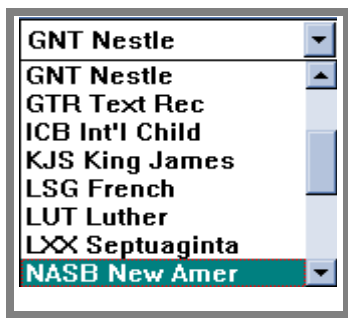 GNT Nestle
GNT Nestle
GTR Text Rec
ICB Int'l Child
KJS King James
LSG French
LUT Luther
LXX Septuaginta
NASB New Amer